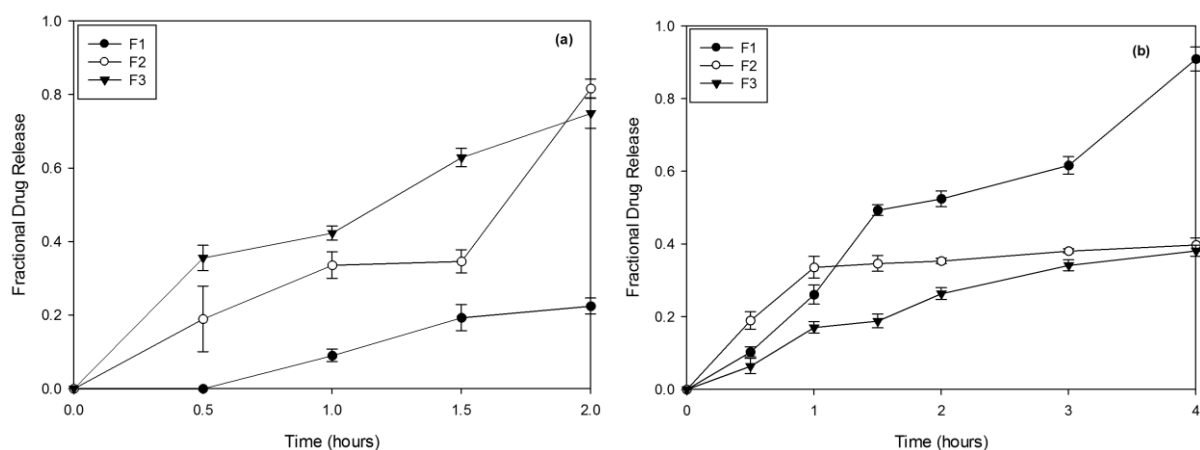 (a)
F1
F2
F3
1.0
0.8
0.6
0.4
0.2
0.0
Fractional Drug Release
0.0 0.5 1.0 1.5 2.0
Time (hours)
(b)
F1
F2
F3
1.0
0.8
0.6
0.4
0.2
0.0
Fractional Drug Release
0 1 2 3 4
Time (hours)